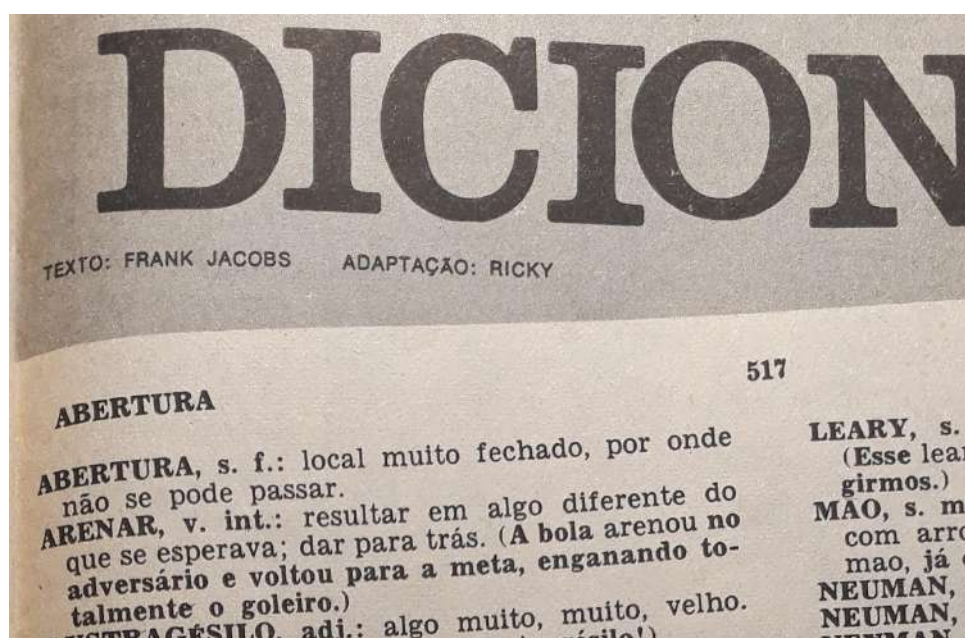 DICION
TEXTO: FRANK JACOBS ADAPTAÇÃO: RICKY
517
ABERTURA
ABERTURA, s. f.: local muito fechado, por onde
não se pode passar.
ARENAR, v. int.: resultar em algo diferente do
que se esperava; dar para trás. (A bola arenou no
adversário e voltou para a meta, enganando to-
talmente o goleiro.)
adj.: algo muito, muito, velho.
LEARY, s.
(Esse lear
girmos.)
MAO, s. m
com arro
mao, já
NEUMAN,
NEUMAN,